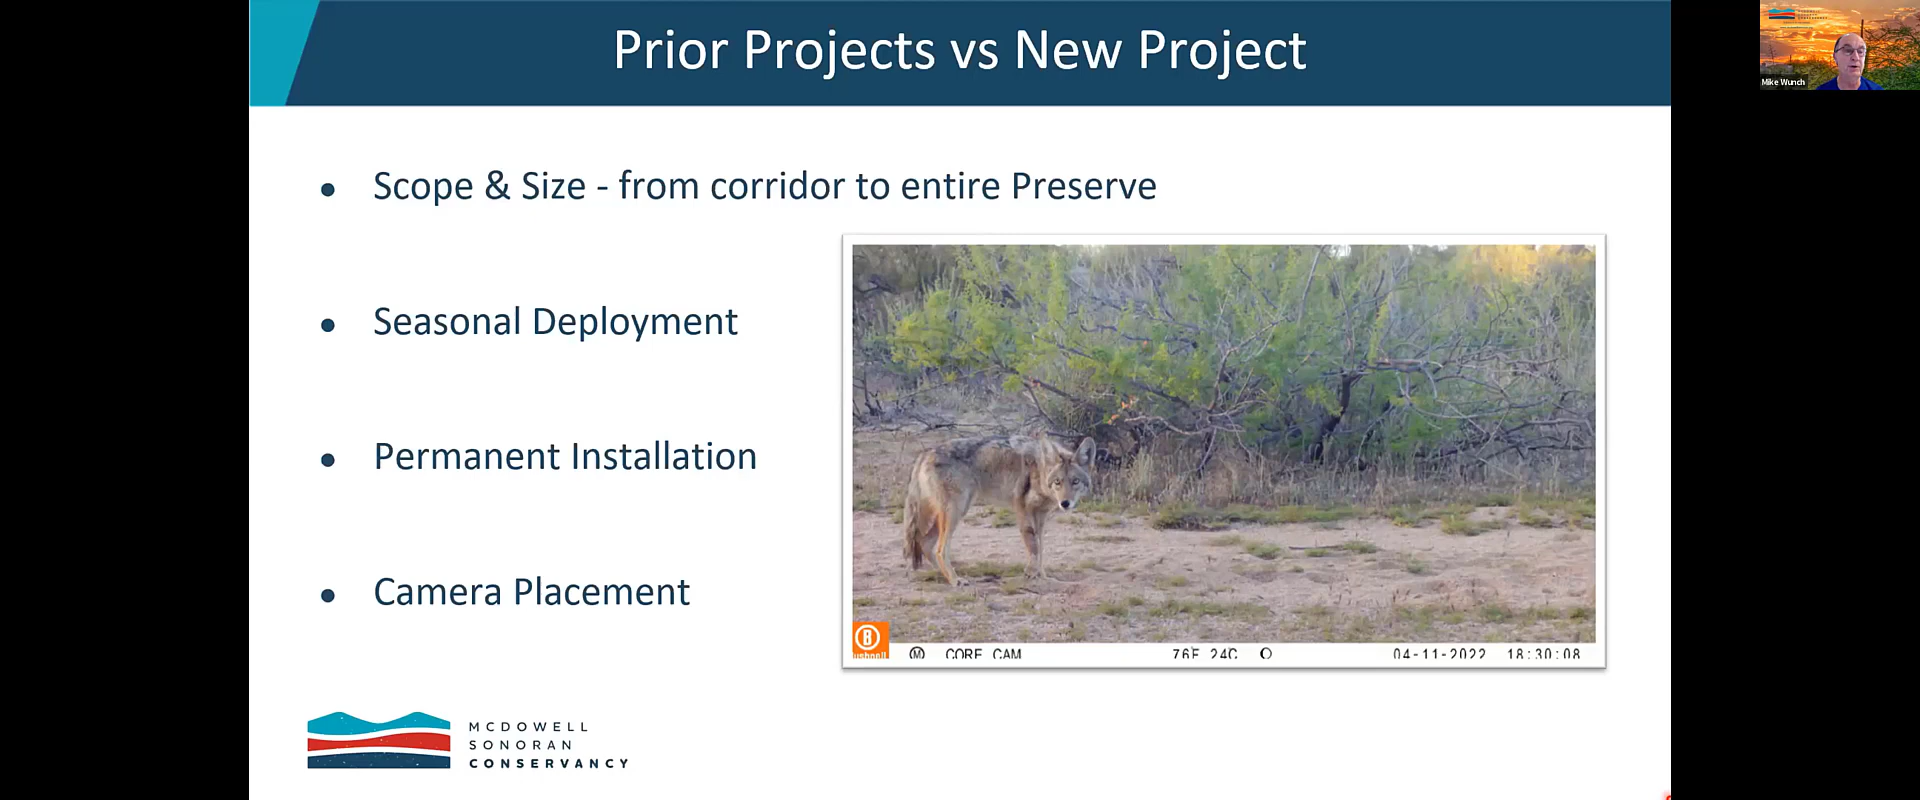 Prior Projects vs New Project
Mike Wunch
• Scope & Size - from corridor to entire Preserve
• Seasonal Deployment
• Permanent Installation
• Camera Placement
B
Bushnell
M CORE CAM 76F 24C 04-11-2022 18:30:08
MCDOWELL
SONORAN
CONSERVANCY